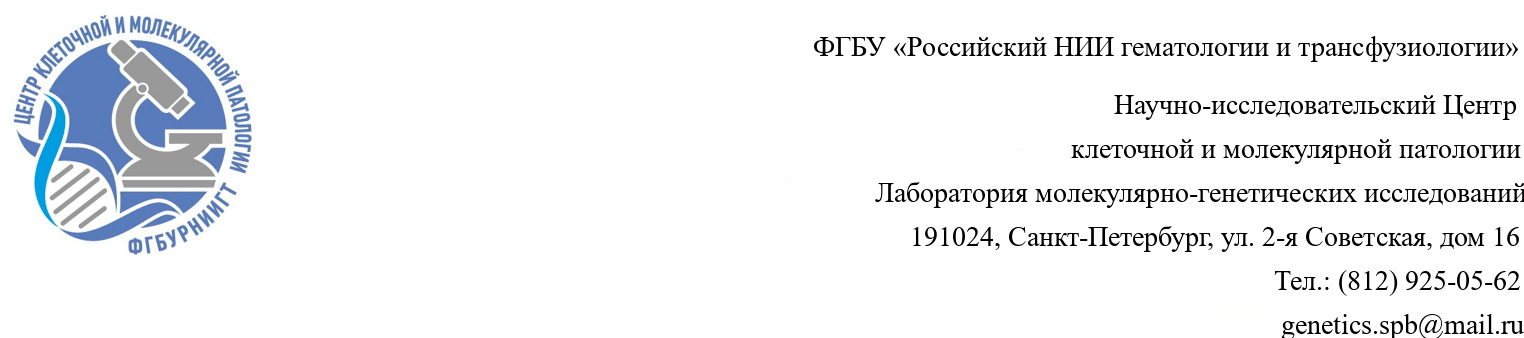 ЦЕНТР КЛЕТОЧНОЙ И МОЛЕКУЛЯРНОЙ ПАТОЛОГИИ
ФГБУРНИИГТ
ФГБУ «Российский НИИ гематологии и трансфузиологии»
Научно-исследовательский Центр
клеточной и молекулярной патологии
Лаборатория молекулярно-генетических исследований
191024, Санкт-Петербург, ул. 2-я Советская, дом 16
Тел.: (812) 925-05-62
genetics.spb@mail.ru